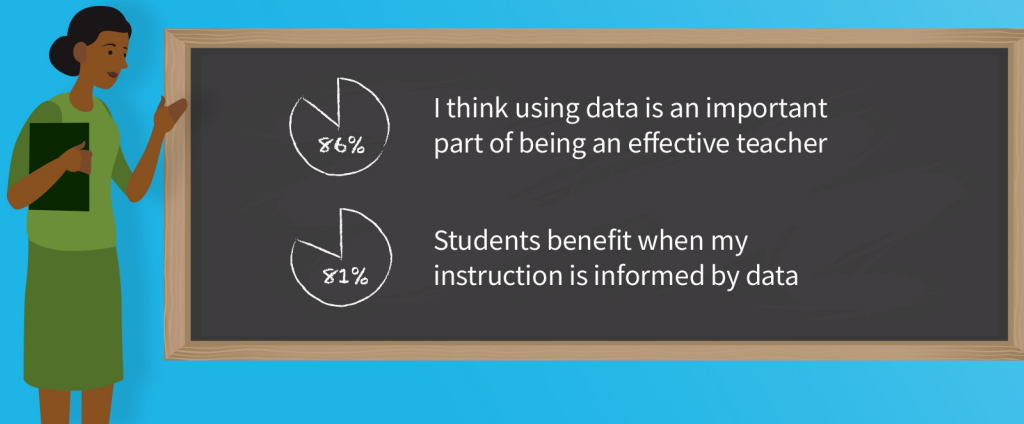 86%
I think using data is an important
part of being an effective teacher
81%
Students benefit when my
instruction is informed by data